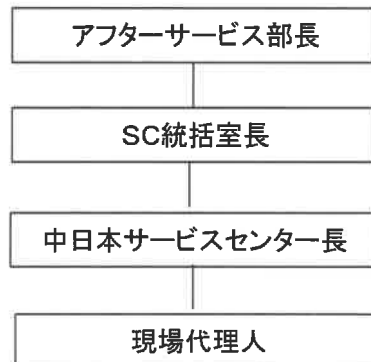 アフターサービス部長
SC統括室長
中日本サービスセンター長
現場代理人